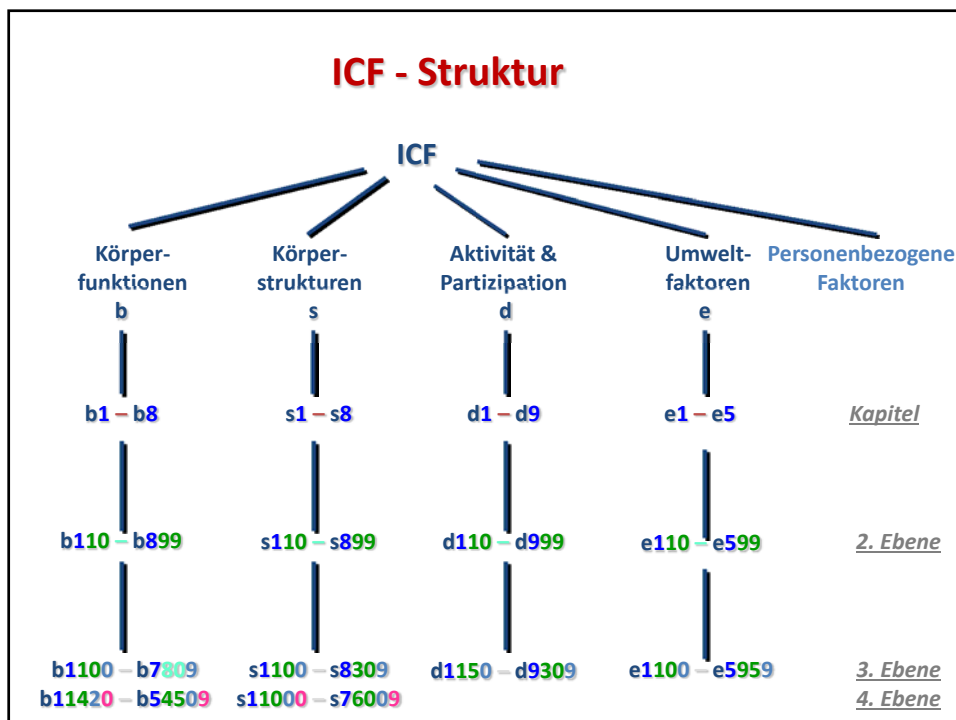 ICF - Struktur
ICF
Körper-
funktionen
b
Körper-
strukturen
s
Aktivität &
Partizipation
d
Umwelt-
faktoren
e
Personenbezogene
Faktoren
b1 – b8 s1 – s8 d1 – d9 e1 – e5 Kapitel
b110 – b899 s110 – s899 d110 – d999 e110 – e599 2. Ebene
b1100 – b7809 s1100 – s8309 d1150 – d9309 e1100 – e5959 3. Ebene
b11420 – b54509 s11000 – s76009 4. Ebene